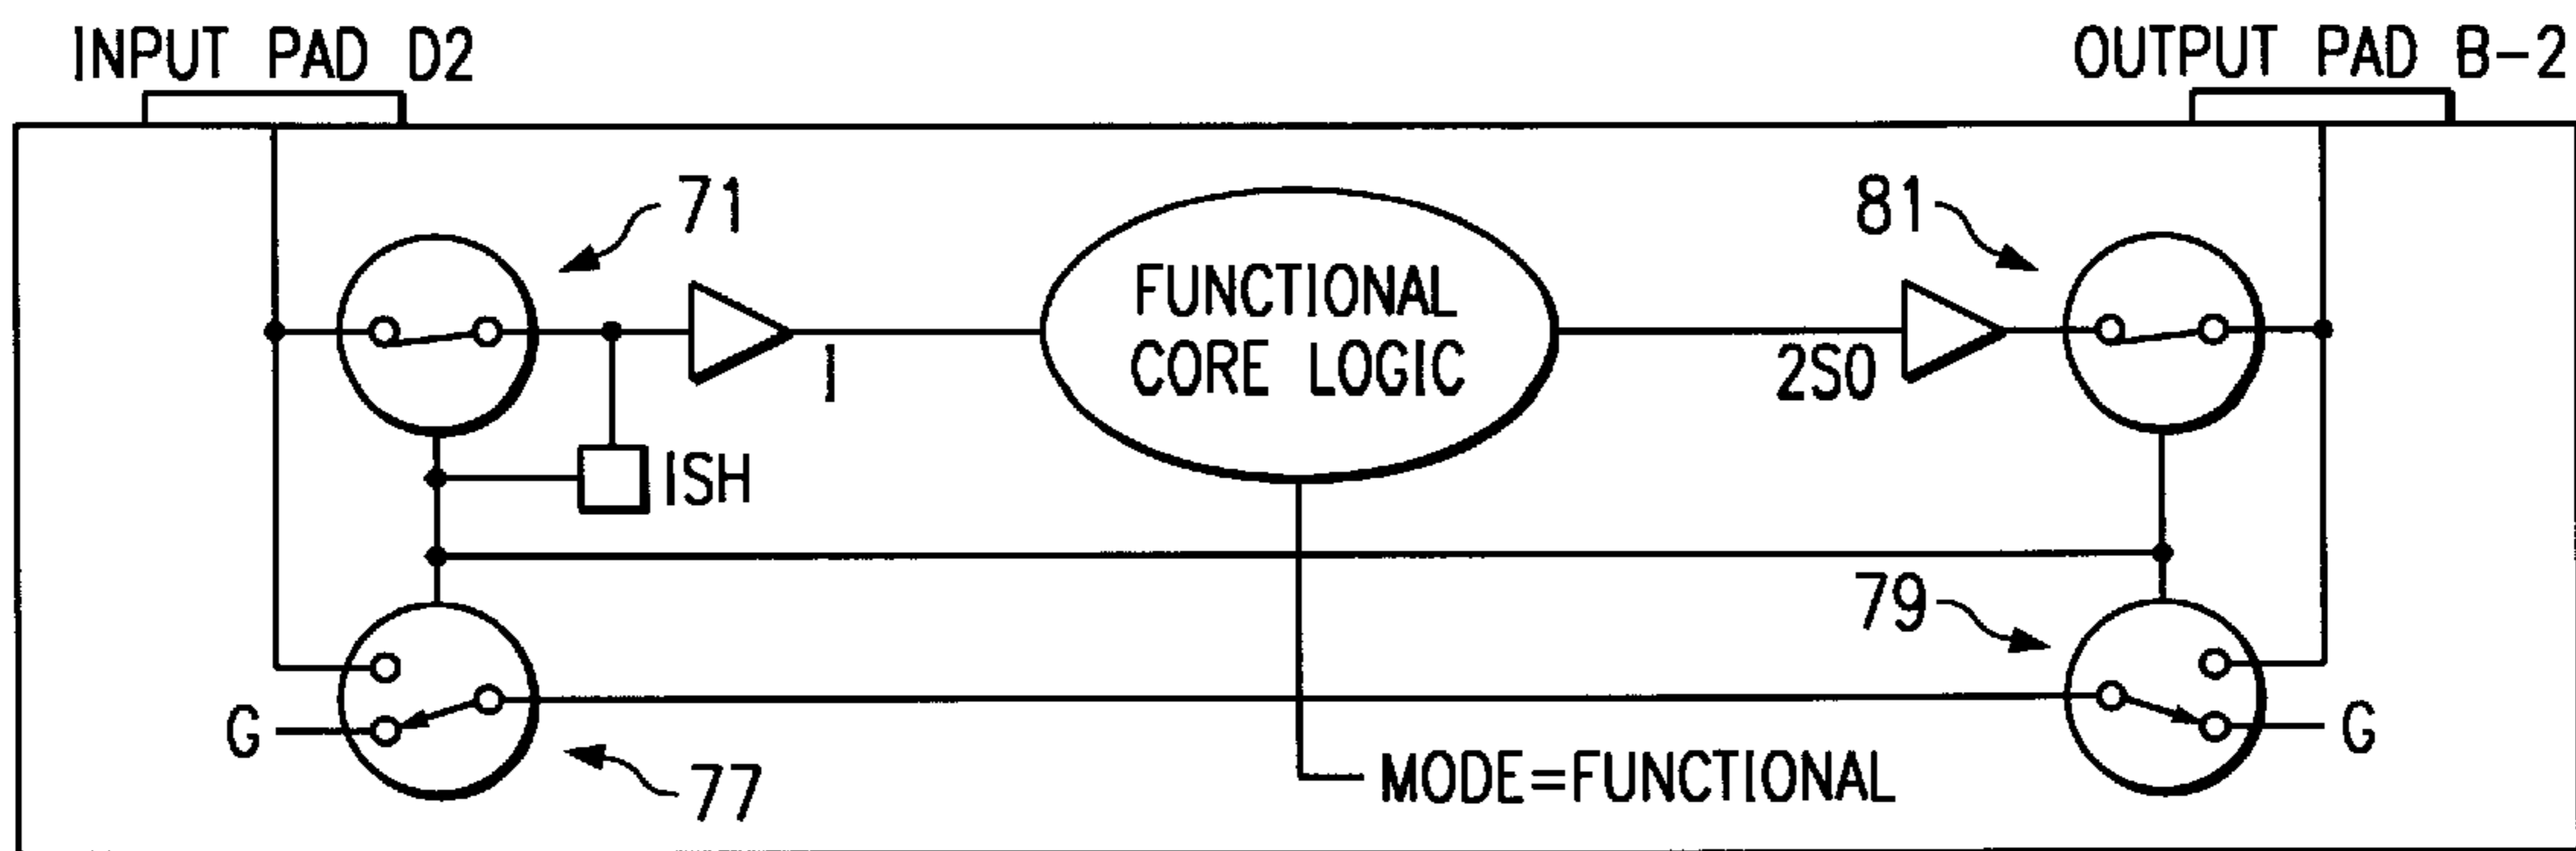 INPUT PAD D2
OUTPUT PAD B-2
71
81
FUNCTIONAL
CORE LOGIC
I
2SO
ISH
79
G
G
77
MODE=FUNCTIONAL